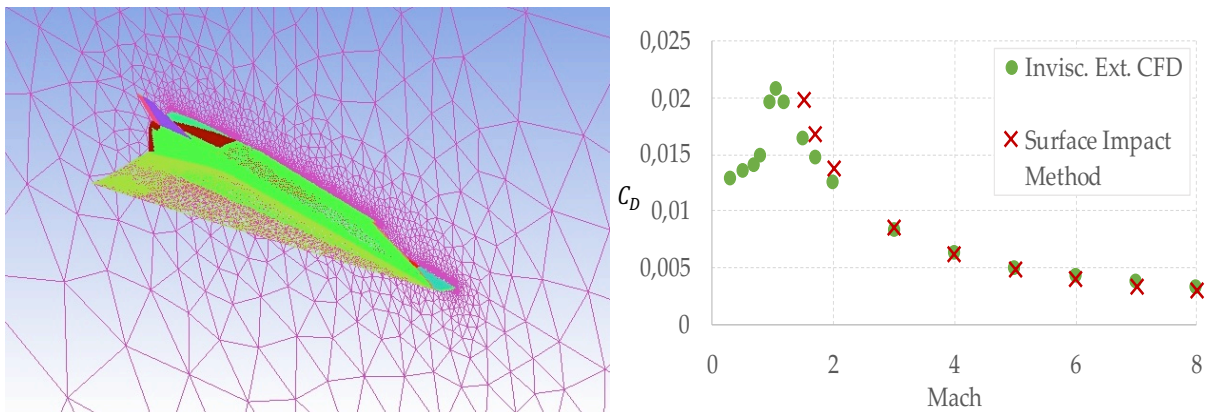 0,025
0,02
0,015
0,01
0,005
0
C_D
Invisc. Ext. CFD
Surface Impact
Method
0 2 4 6 8
Mach